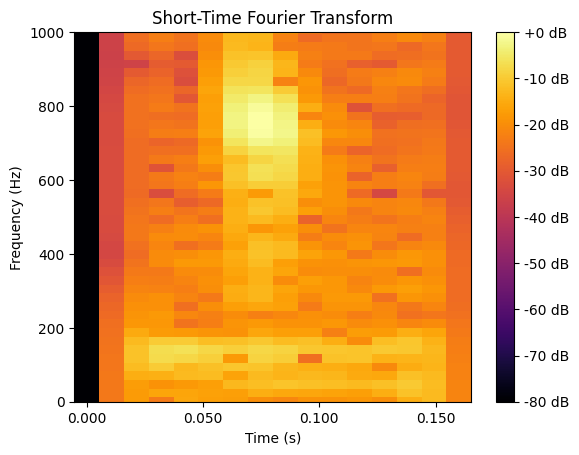 Short-Time Fourier Transform
Frequency (Hz)
1000
800
600
400
200
0
0.000
0.050
0.100
0.150
Time (s)
+0 dB
-10 dB
-20 dB
-30 dB
+40 dB
-50 dB
-60 dB
-70 dB
-80 dB